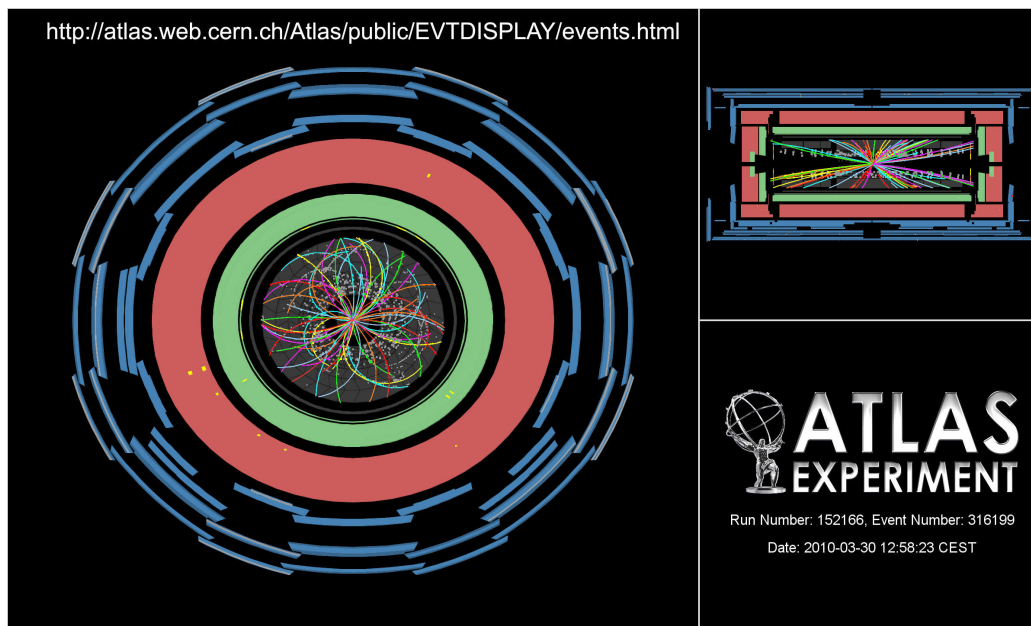 http://atlas.web.cern.ch/Atlas/public/EVTDISPLAY/events.html
ATLAS
EXPERIMENT
Run Number: 152166, Event Number: 316199
Date: 2010-03-30 12:58:23 CEST